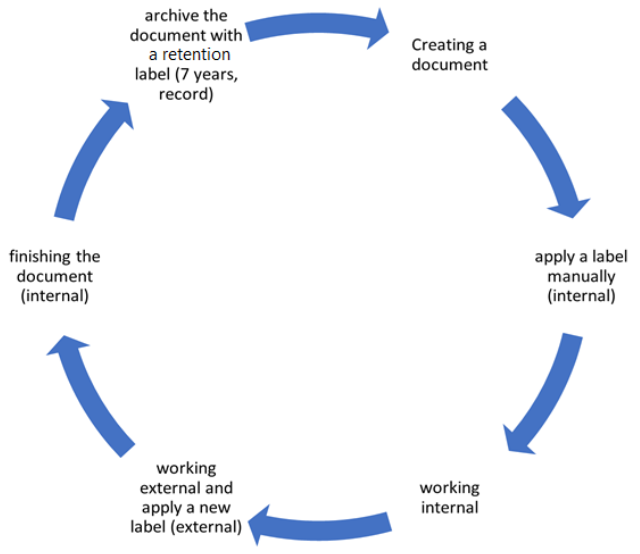 archive the
document with
a retention
label (7 years,
record)
Creating a
document
apply a label
manually
(internal)
working
internal
working
external and
apply a new
label (external)
finishing the
document
(internal)